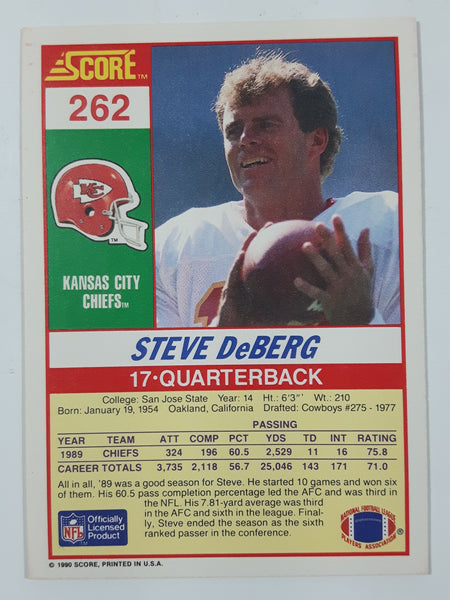 SCORE™
262
KC
TM
KANSAS CITY
CHIEFS™
STEVE DeBERG
17·QUARTERBACK
College: San Jose State Year: 14 Ht.: 6'3" Wt.: 210
Born: January 19, 1954 Oakland, California Drafted: Cowboys #275 - 1977
PASSING
YEAR TEAM ATT COMP PCT YDS TD INT RATING
1989 CHIEFS 324 196 60.5 2,529 11 16 75.8
CAREER TOTALS 3,735 2,118 56.7 25,046 143 171 71.0
All in all, '89 was a good season for Steve. He started 10 games and won six
of them. His 60.5 pass completion percentage led the AFC and was third in
the NFL. His 7.81-yard average was third
in the AFC and sixth in the league. Final-
ly, Steve ended the season as the sixth
ranked passer in the conference.
NFL
TM
Officially
Licensed
Product
NATIONAL FOOTBALL LEAGUE
PLAYERS ASSOCIATION
®
© 1990 SCORE, PRINTED IN U.S.A.